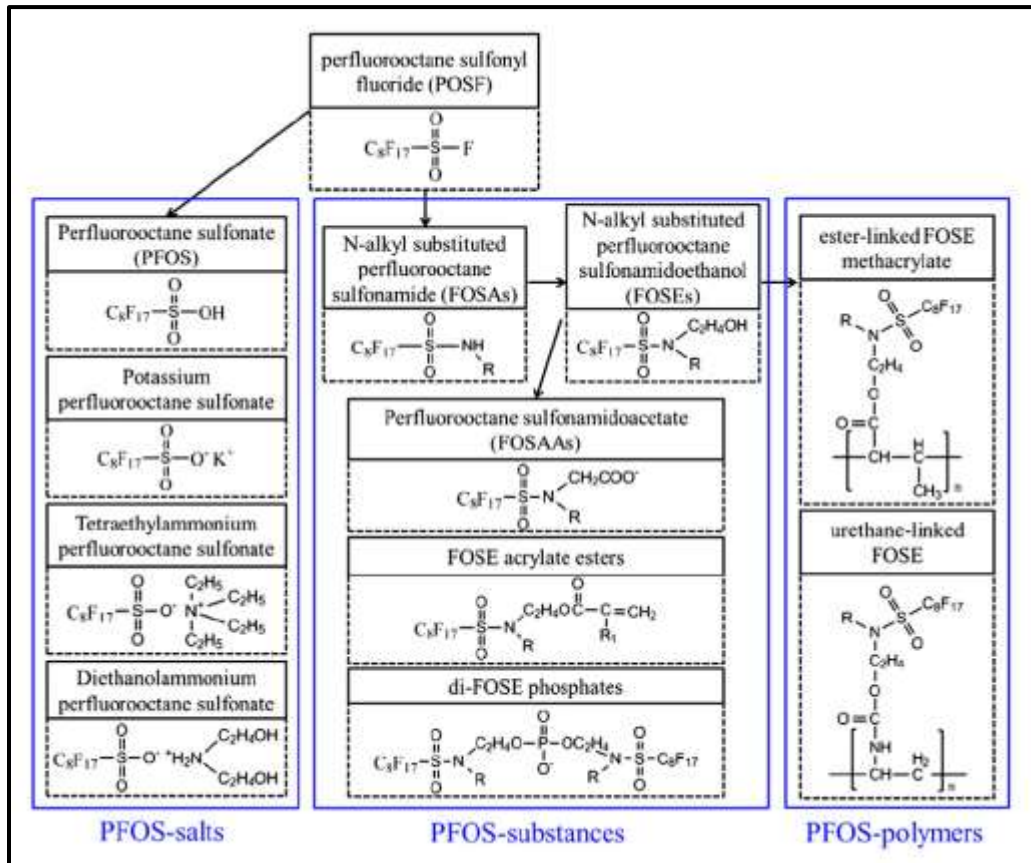 perfluorooctane sulfonyl
fluoride (POSF)
O
C₈F₁₇—S—F
O
Perfluorooctane sulfonate
(PFOS)
O
C₈F₁₇—S—OH
O
Potassium
perfluorooctane sulfonate
O
C₈F₁₇—S—O⁻ K⁺
O
Tetraethylammonium
perfluorooctane sulfonate
O C₂H₅
C₈F₁₇—S—O⁻ N⁺ C₂H₅
O C₂H₅
C₂H₅
Diethanolammonium
perfluorooctane sulfonate
O C₂H₄OH
C₈F₁₇—S—O⁻ ⁺H₂N
O C₂H₄OH
PFOS-salts
N-alkyl substituted
perfluorooctane
sulfonamide (FOSAs)
O
C₈F₁₇—S—NH
O R
N-alkyl substituted
perfluorooctane
sulfonamidoethanol
(FOSEs)
O C₂H₄OH
C₈F₁₇—S—N
O R
Perfluorooctane sulfonamidoacetate
(FOSAAs)
O CH₂COO⁻
C₈F₁₇—S—N
O R
FOSE acrylate esters
O
O C₂H₄OC—C=CH₂
C₈F₁₇—S—N R₁
O R
di-FOSE phosphates
O
O C₂H₄O—P—OC₂H₄ O
C₈F₁₇—S—N O⁻ N—S—C₈F₁₇
O R R O
PFOS-substances
ester-linked FOSE
methacrylate
O C₈F₁₇
R S
N O
C₂H₄
O
O=C H
CH—C
CH₃ n
urethane-linked
FOSE
O C₈F₁₇
R S
N O
C₂H₄
O
O=C
NH H₂
CH—C
n
PFOS-polymers